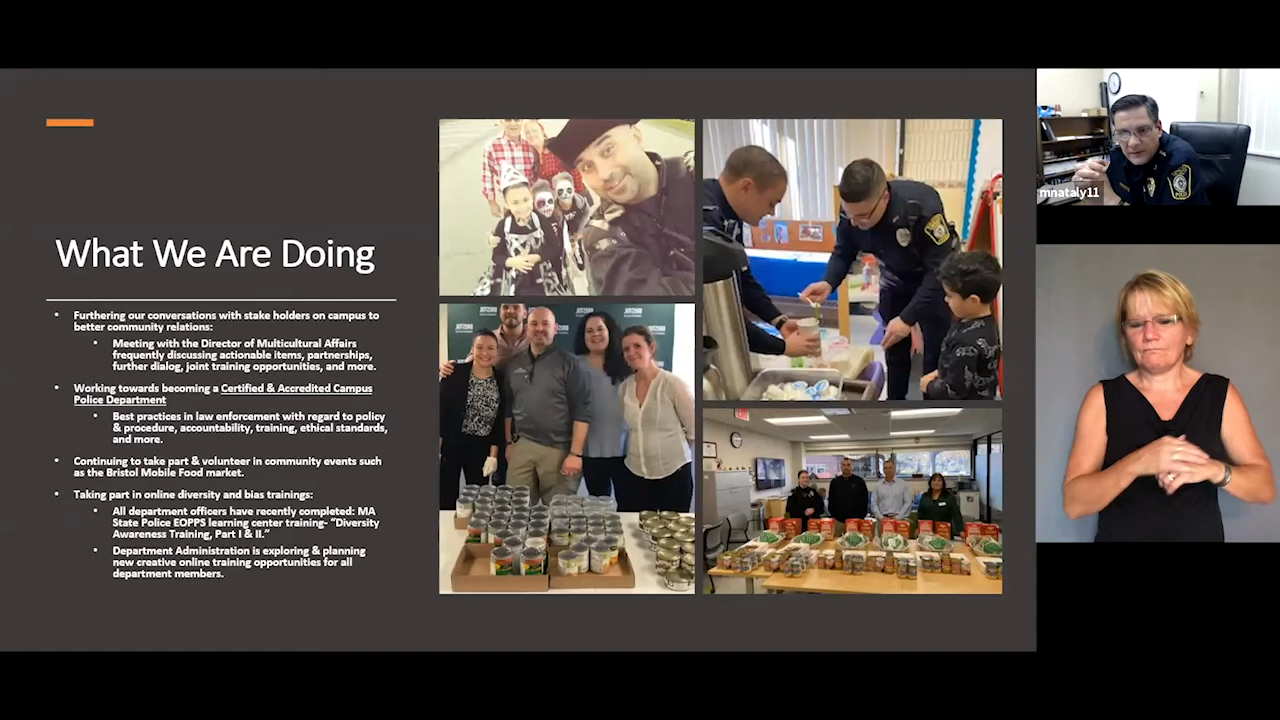 What We Are Doing
• Furthering our conversations with stake holders on campus to
better community relations:
• Meeting with the Director of Multicultural Affairs
frequently discussing actionable items, partnerships,
further dialog, joint training opportunities, and more.
• Working towards becoming a Certified & Accredited Campus
Police Department
• Best practices in law enforcement with regard to policy
& procedure, accountability, training, ethical standards,
and more.
• Continuing to take part & volunteer in community events such
as the Bristol Mobile Food market.
• Taking part in online diversity and bias trainings:
• All department officers have recently completed: MA
State Police EOPPS learning center training- “Diversity
Awareness Training, Part I & II.”
• Department Administration is exploring & planning
new creative online training opportunities for all
department members.
mnataly11